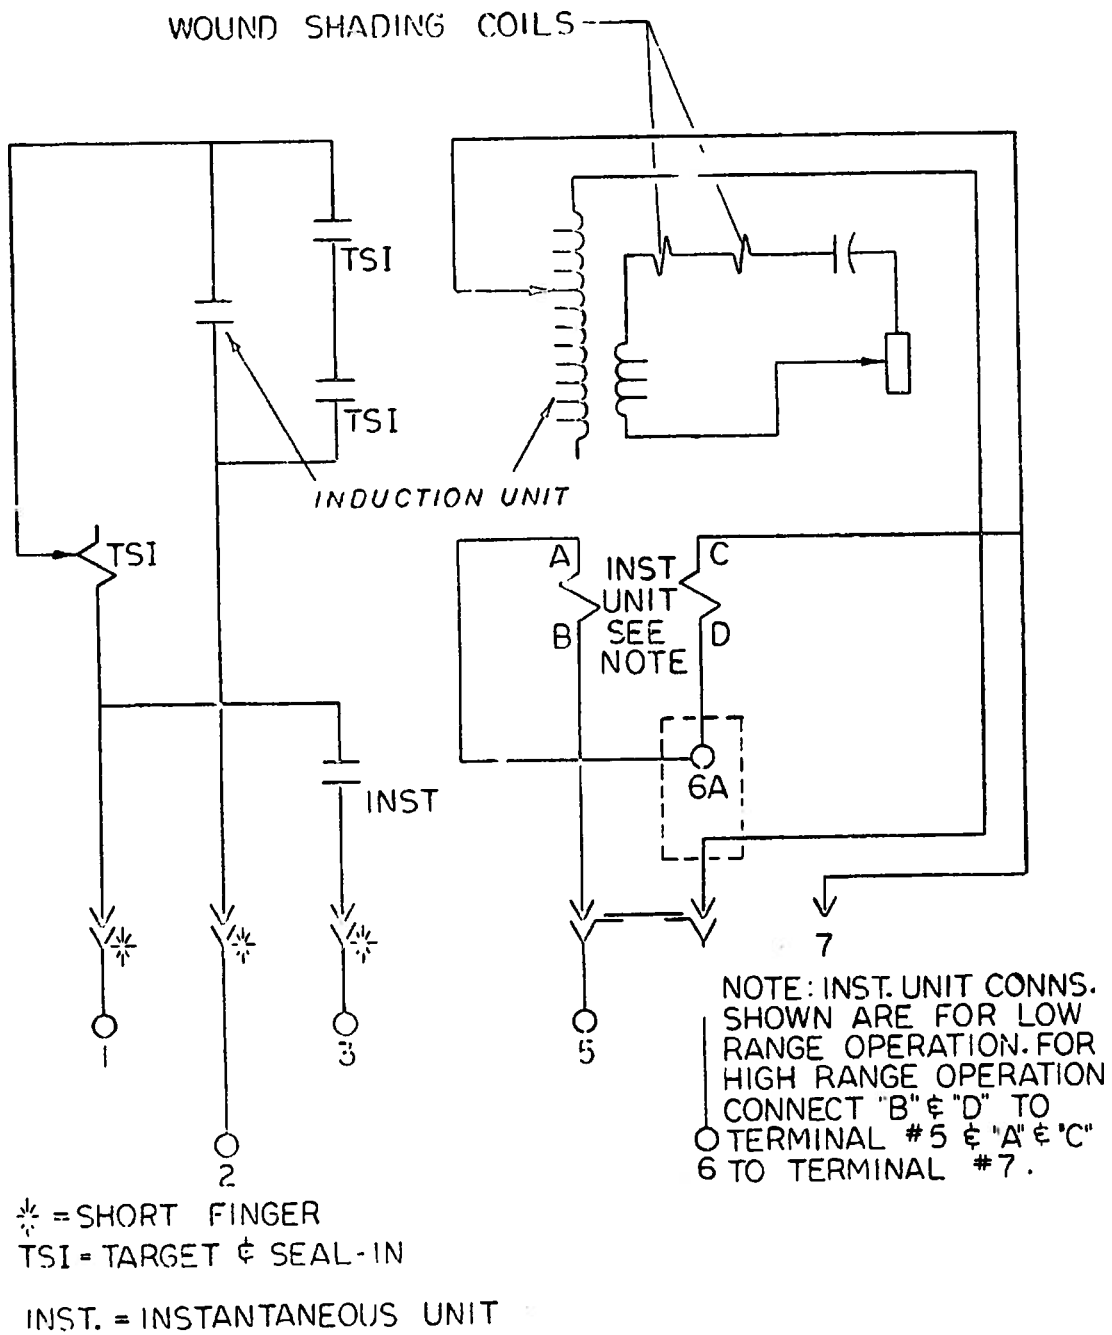 WOUND SHADING COILS
TSI
TSI
INDUCTION UNIT
TSI
A
B
INST
UNIT
SEE
NOTE
C
D
6A
INST
1
2
3
5
6
7
NOTE: INST. UNIT CONNS.
SHOWN ARE FOR LOW
RANGE OPERATION. FOR
HIGH RANGE OPERATION
CONNECT "B" & "D" TO
TERMINAL #5 & "A" & "C"
TO TERMINAL #7.
= SHORT FINGER
TSI = TARGET & SEAL-IN
INST. = INSTANTANEOUS UNIT